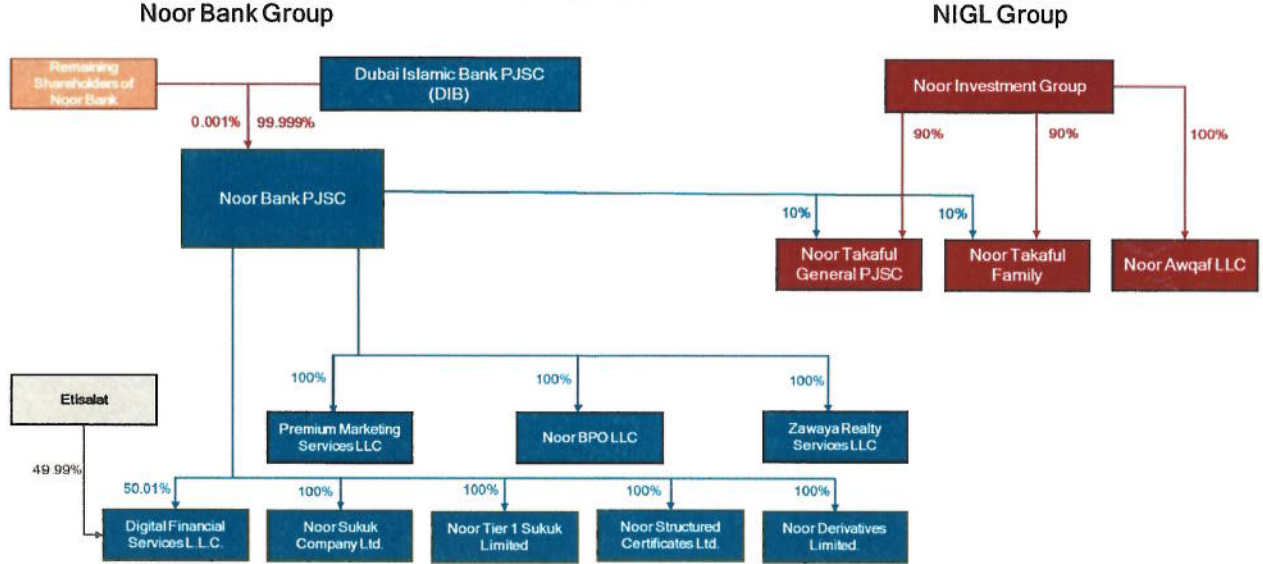 Noor Bank Group
NIGL Group
Remaining
Shareholders of
Noor Bank
Dubai Islamic Bank PJSC
(DIB)
Noor Investment Group
0.001%
99.999%
90%
90%
100%
Noor Bank PJSC
10%
10%
Noor Takaful
General PJSC
Noor Takaful
Family
Noor Awqaf LLC
100%
100%
100%
Etisalat
Premium Marketing
Services LLC
Noor BPO LLC
Zawaya Realty
Services LLC
49.99%
50.01%
100%
100%
100%
100%
Digital Financial
Services L.L.C.
Noor Sukuk
Company Ltd.
Noor Tier 1 Sukuk
Limited
Noor Structured
Certificates Ltd.
Noor Derivatives
Limited.